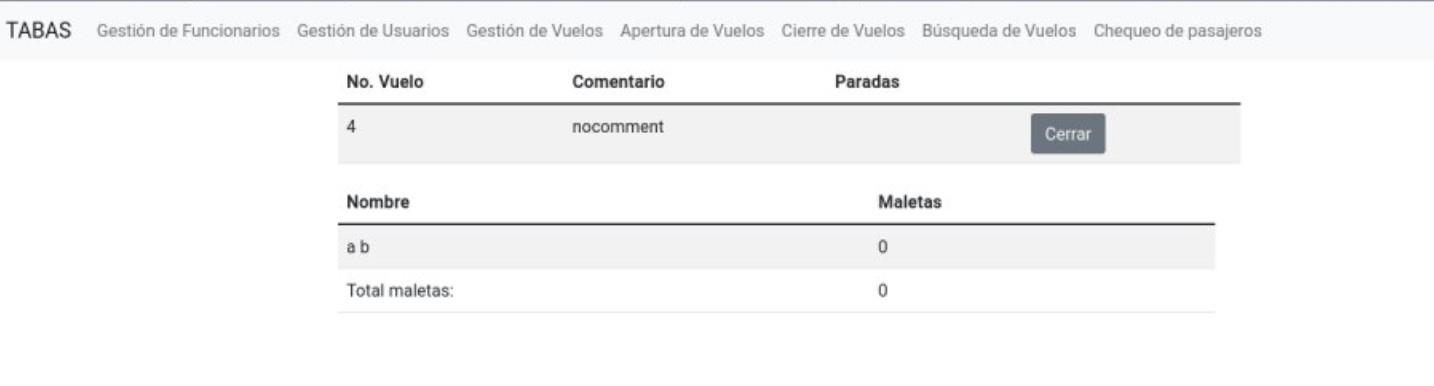 TABAS Gestión de Funcionarios Gestión de Usuarios Gestión de Vuelos Apertura de Vuelos Cierre de Vuelos Búsqueda de Vuelos Chequeo de pasajeros
No. Vuelo Comentario Paradas
4 nocomment Cerrar
Nombre Maletas
a b 0
Total maletas: 0